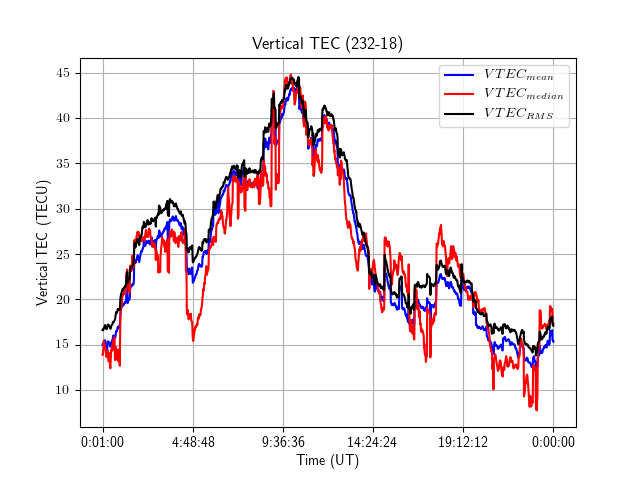 Vertical TEC (232-18)
VTEC_mean
VTEC_median
VTEC_RMS
Vertical TEC (TECU)
45
40
35
30
25
20
15
10
0:01:00 4:48:48 9:36:36 14:24:24 19:12:12 0:00:00
Time (UT)